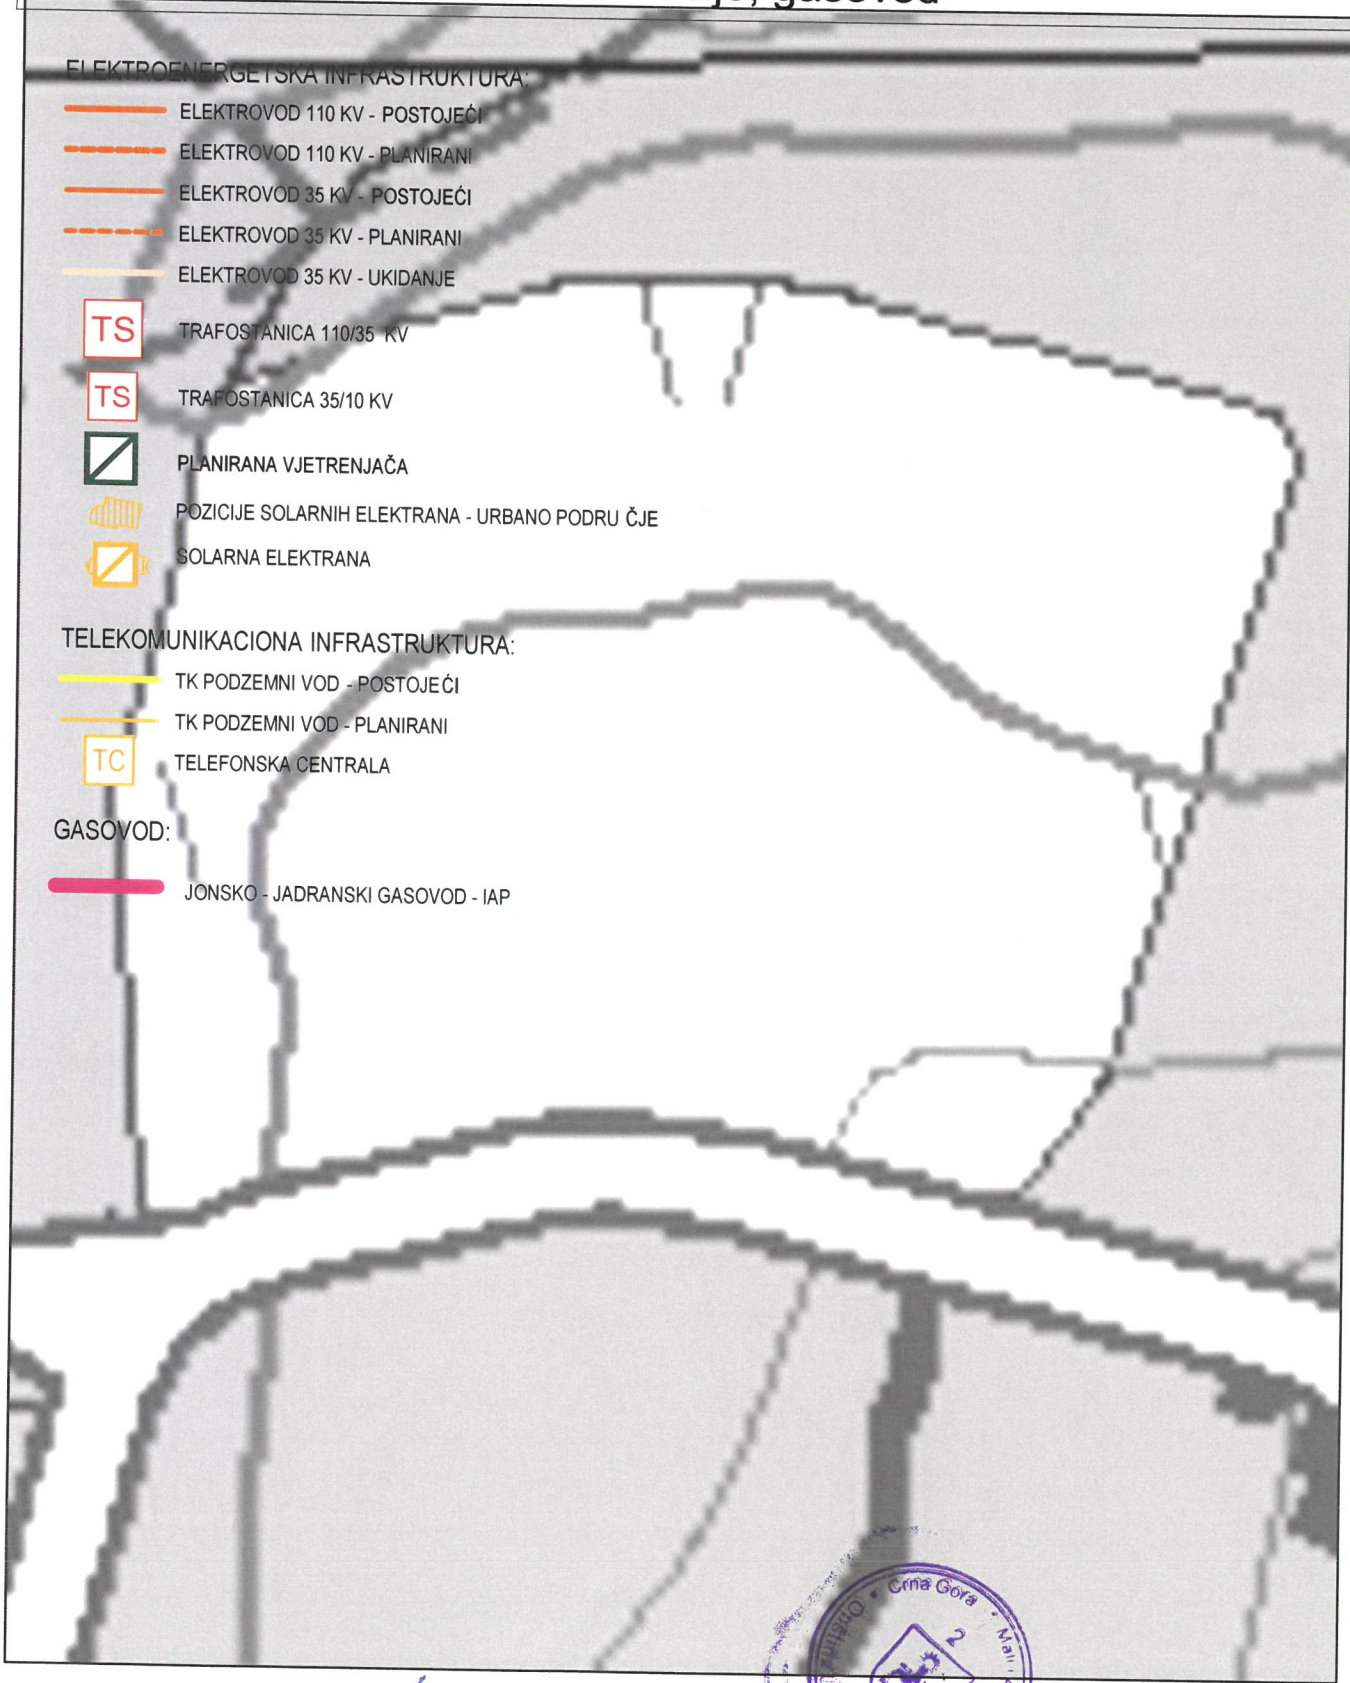 gasovod
ELEKTROENERGETSKA INFRASTRUKTURA:
ELEKTROVOD 110 KV - POSTOJEĆI
ELEKTROVOD 110 KV - PLANIRANI
ELEKTROVOD 35 KV - POSTOJEĆI
ELEKTROVOD 35 KV - PLANIRANI
ELEKTROVOD 35 KV - UKIDANJE
TS TRAFOSTANICA 110/35 KV
TS TRAFOSTANICA 35/10 KV
PLANIRANA VJETRENJAČA
POZICIJE SOLARNIH ELEKTRANA - URBANO PODRU ČJE
SOLARNA ELEKTRANA
TELEKOMUNIKACIONA INFRASTRUKTURA:
TK PODZEMNI VOD - POSTOJEĆI
TK PODZEMNI VOD - PLANIRANI
TC TELEFONSKA CENTRALA
GASOVOD:
JONSKO - JADRANSKI GASOVOD - IAP
Crna Gora
2